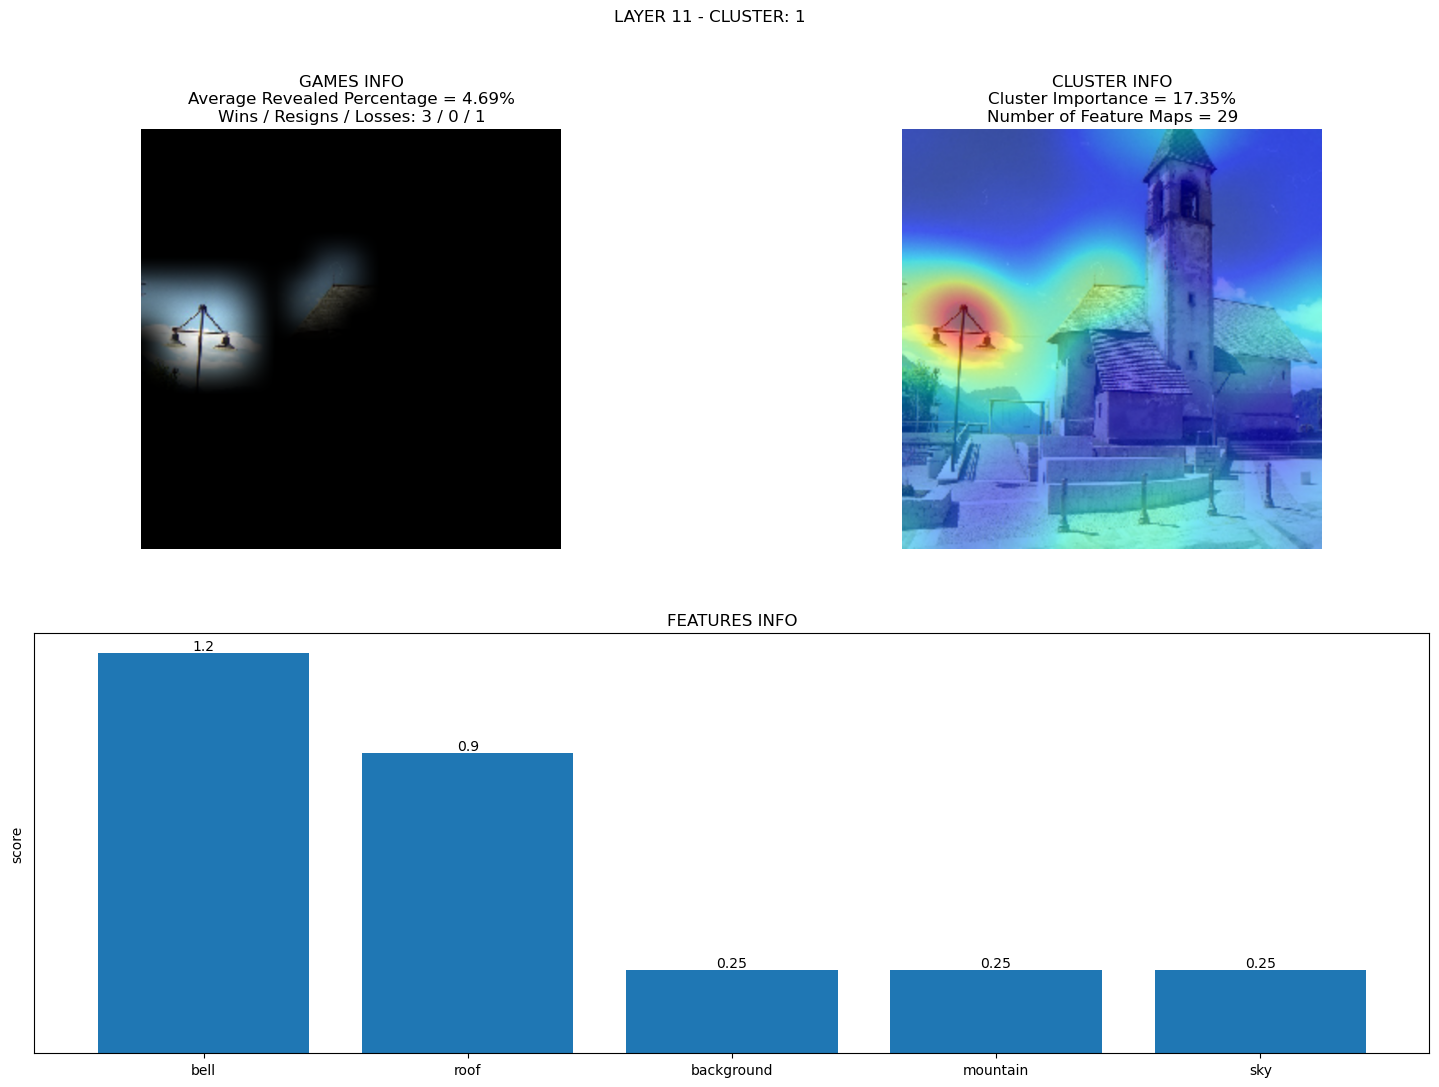 LAYER 11 - CLUSTER: 1
GAMES INFO
Average Revealed Percentage = 4.69%
Wins / Resigns / Losses: 3 / 0 / 1
CLUSTER INFO
Cluster Importance = 17.35%
Number of Feature Maps = 29
FEATURES INFO
score
1.2
0.9
0.25
0.25
0.25
bell
roof
background
mountain
sky